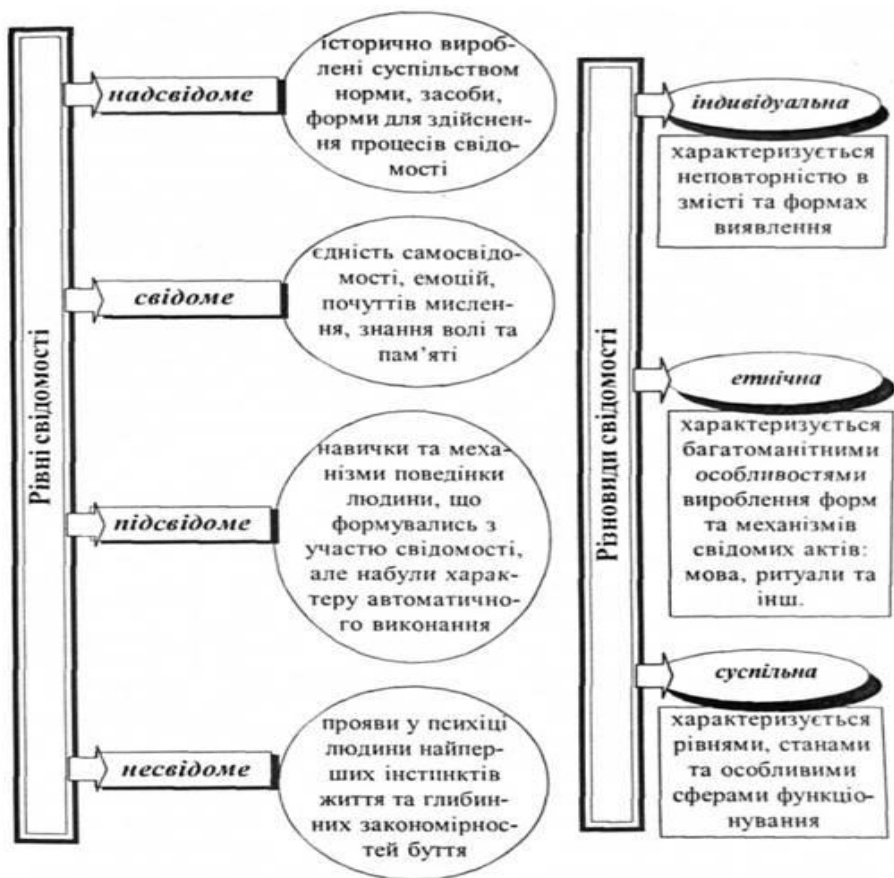 Рівні свідомості
надсвідоме
історично вироб-
лені суспільством
норми, засоби,
форми для здійснен-
ня процесів свідо-
мості
свідоме
єдність самосвідо-
мості, емоцій,
почуттів мислен-
ня, знання волі та
пам'яті
підсвідоме
навички та меха-
нізми поведінки
людини, що
формувались з
участю свідомості,
але набули харак-
теру автоматично-
го виконання
несвідоме
прояви у психіці
людини найпер-
ших інстинктів
життя та глибин-
них закономірнос-
тей буття
Різновиди свідомості
індивідуальна
характеризується
неповторністю в
змісті та формах
виявлення
етнічна
характеризується
багатоманітними
особливостями
вироблення форм
та механізмів
свідомих актів:
мова, ритуали та
інш.
суспільна
характеризується
рівнями, станами
та особливими
сферами функціо-
нування